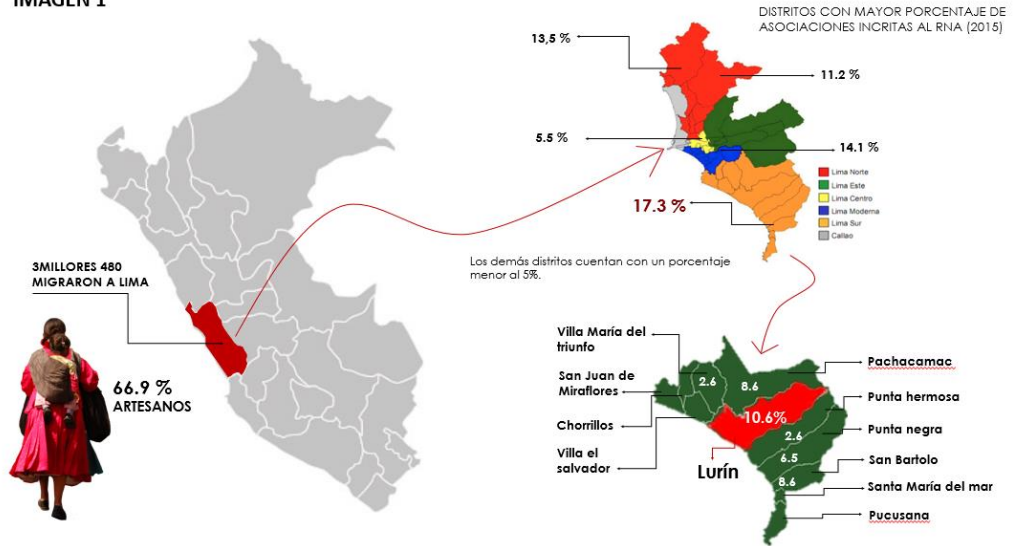 IMAGEN 1
DISTRITOS CON MAYOR PORCENTAJE DE
ASOCIACIONES INCRITAS AL RNA (2015)
13,5 %
11.2 %
5.5 %
14.1 %
17.3 %
Lima Norte
Lima Este
Lima Centro
Lima Moderna
Lima Sur
Callao
Los demás distritos cuentan con un porcentaje
menor al 5%.
3MILLORES 480
MIGRARON A LIMA
66.9 %
ARTESANOS
Villa María del
triunfo
San Juan de
Miraflores
Chorrillos
Villa el
salvador
Lurín
2.6
8.6
10.6%
2.6
6.5
8.6
Pachacamac
Punta hermosa
Punta negra
San Bartolo
Santa María del mar
Pucusana